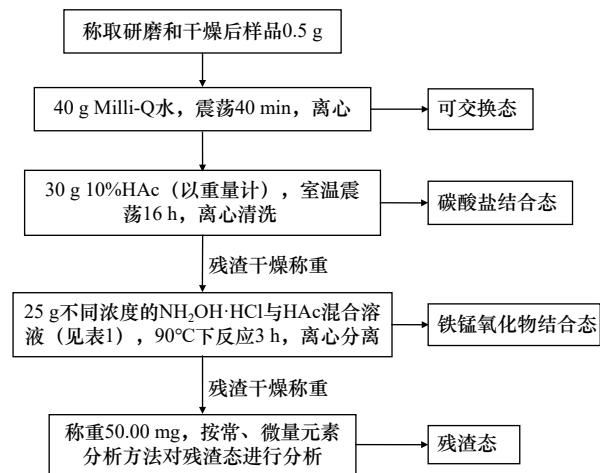 称取研磨和干燥后样品0.5 g
40 g Milli-Q水，震荡40 min，离心
可交换态
30 g 10%HAc（以重量计），室温震
荡16 h，离心清洗
碳酸盐结合态
残渣干燥称重
25 g不同浓度的NH2OH·HCl与HAc混合溶
液（见表1），90℃下反应3 h，离心分离
铁锰氧化物结合态
残渣干燥称重
称重50.00 mg，按常、微量元素
分析方法对残渣态进行分析
残渣态